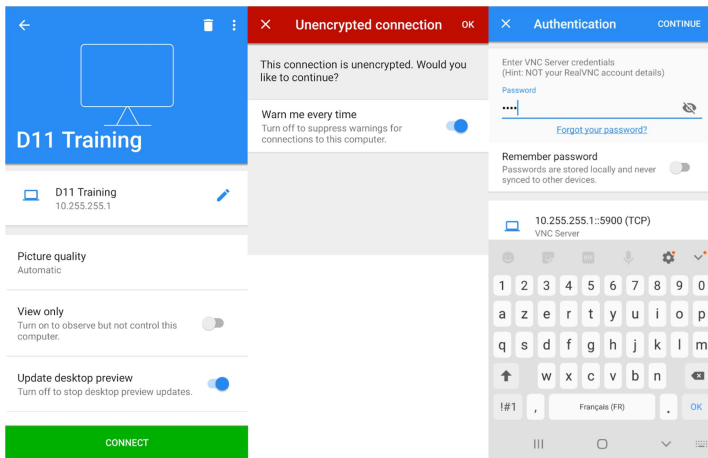 D11 Training
D11 Training
10.255.255.1
Picture quality
Automatic
View only
Turn on to observe but not control this
computer.
Update desktop preview
Turn off to stop desktop preview updates.
CONNECT
Unencrypted connection OK
This connection is unencrypted. Would you
like to continue?
Warn me every time
Turn off to suppress warnings for
connections to this computer.
Authentication CONTINUE
Enter VNC Server credentials
(Hint: NOT your RealVNC account details)
Password
••••
Forgot your password?
Remember password
Passwords are stored locally and never
synced to other devices.
10.255.255.1::5900 (TCP)
VNC Server
1 2 3 4 5 6 7 8 9 0
a z e r t y u i o p
q s d f g h j k l m
w x c v b n
!#1 , Français (FR) . OK